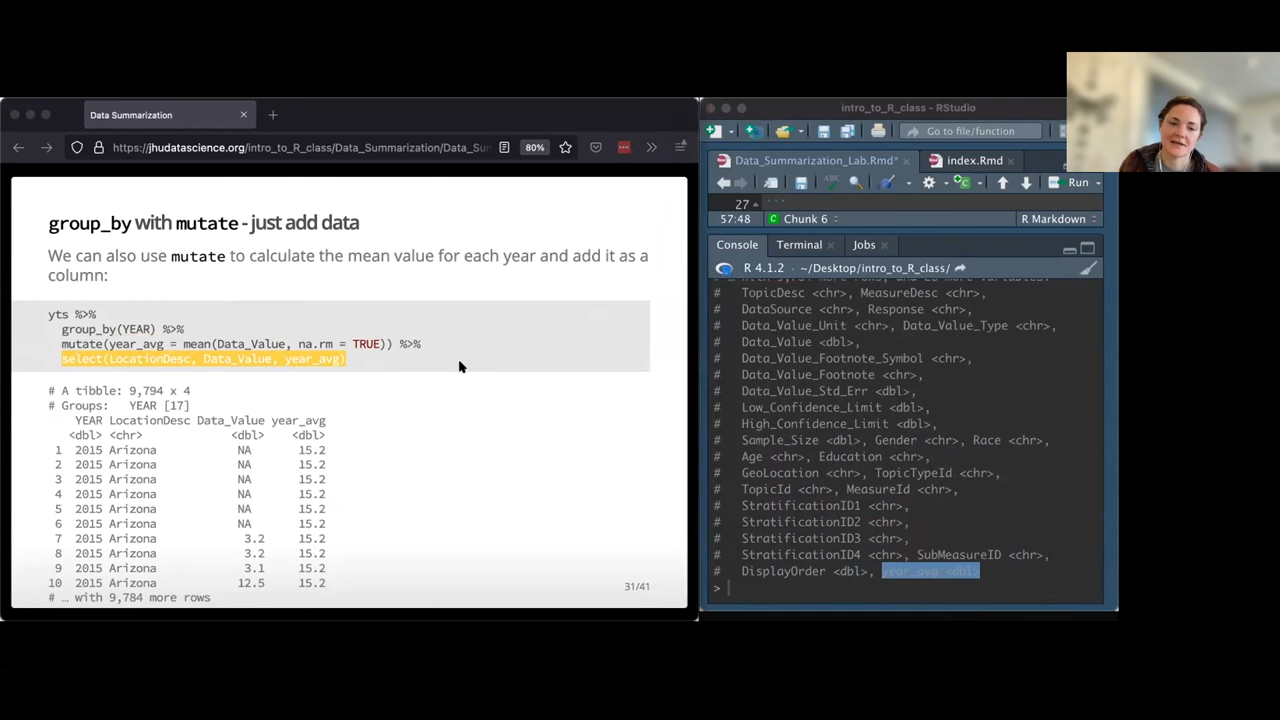 Data Summarization
https://jhudatascience.org/intro_to_R_class/Data_Summarization/Data_Su
80%
group_by with mutate - just add data
We can also use mutate to calculate the mean value for each year and add it as a
column:
yts %>%
group_by(YEAR) %>%
mutate(year_avg = mean(Data_Value, na.rm = TRUE)) %>%
select(LocationDesc, Data_Value, year_avg)
# A tibble: 9,794 x 4
# Groups: YEAR [17]
YEAR LocationDesc Data_Value year_avg
<dbl> <chr> <dbl> <dbl>
1 2015 Arizona NA 15.2
2 2015 Arizona NA 15.2
3 2015 Arizona NA 15.2
4 2015 Arizona NA 15.2
5 2015 Arizona NA 15.2
6 2015 Arizona NA 15.2
7 2015 Arizona 3.2 15.2
8 2015 Arizona 3.2 15.2
9 2015 Arizona 3.1 15.2
10 2015 Arizona 12.5 15.2
# … with 9,784 more rows
31/41
intro_to_R_class - RStudio
Go to file/function
Data_Summarization_Lab.Rmd* index.Rmd
ABC
Run
27 ```
57:48 Chunk 6 R Markdown
Console Terminal Jobs
R 4.1.2 · ~/Desktop/intro_to_R_class/
# TopicDesc <chr>, MeasureDesc <chr>,
# DataSource <chr>, Response <chr>,
# Data_Value_Unit <chr>, Data_Value_Type <chr>,
# Data_Value <dbl>,
# Data_Value_Footnote_Symbol <chr>,
# Data_Value_Footnote <chr>,
# Data_Value_Std_Err <dbl>,
# Low_Confidence_Limit <dbl>,
# High_Confidence_Limit <dbl>,
# Sample_Size <dbl>, Gender <chr>, Race <chr>,
# Age <chr>, Education <chr>,
# GeoLocation <chr>, TopicTypeId <chr>,
# TopicId <chr>, MeasureId <chr>,
# StratificationID1 <chr>,
# StratificationID2 <chr>,
# StratificationID3 <chr>,
# StratificationID4 <chr>, SubMeasureID <chr>,
# DisplayOrder <dbl>, year_avg <dbl>
>